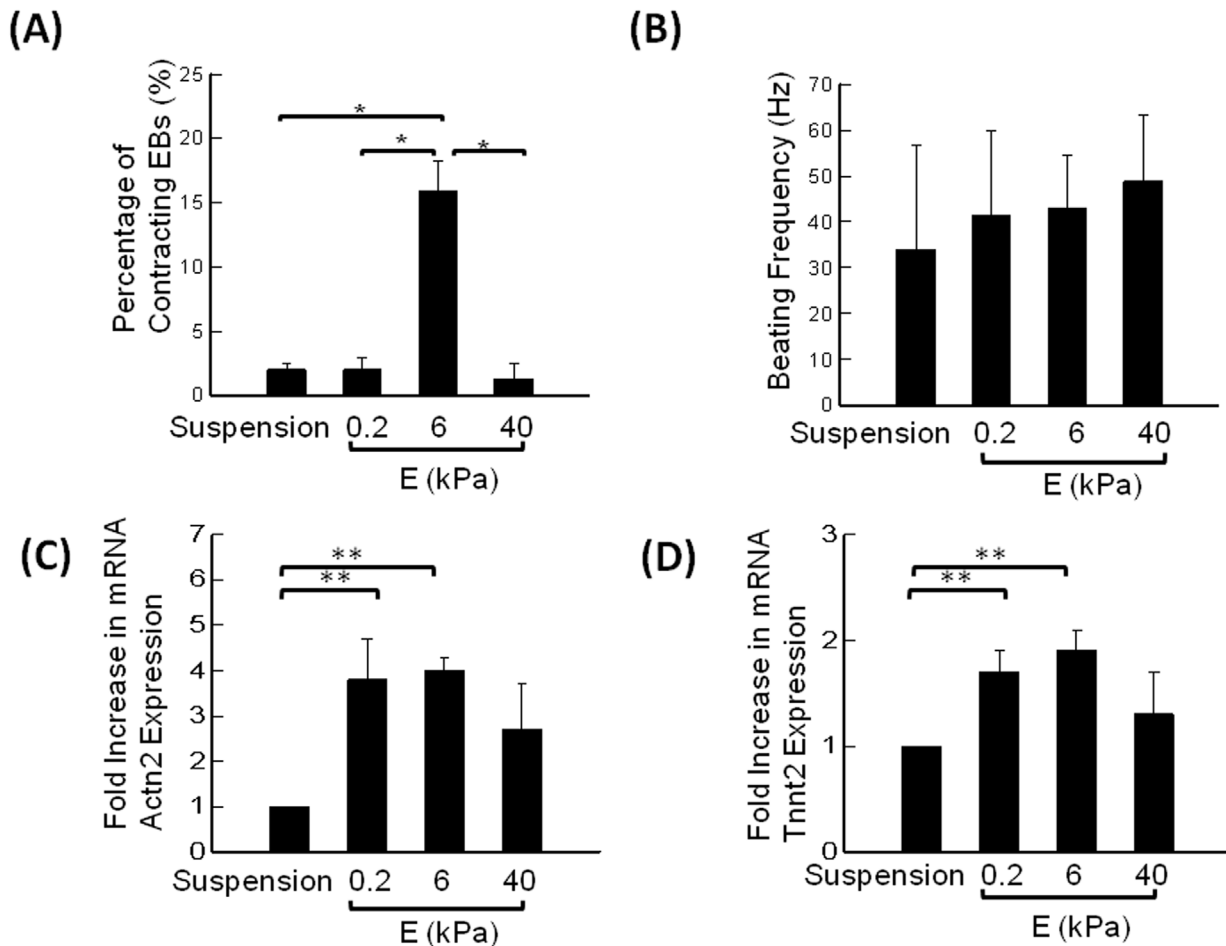 (A)
Percentage of
Contracting EBs (%)
25
20
15
10
5
0
*
*
*
Suspension 0.2 6 40
E (kPa)
(B)
Beating Frequency (Hz)
70
60
50
40
30
20
10
0
Suspension 0.2 6 40
E (kPa)
(C)
Fold Increase in mRNA
Actn2 Expression
7
6
5
4
3
2
1
0
**
**
Suspension 0.2 6 40
E (kPa)
(D)
Fold Increase in mRNA
Tnnt2 Expression
3
2
1
0
**
**
Suspension 0.2 6 40
E (kPa)